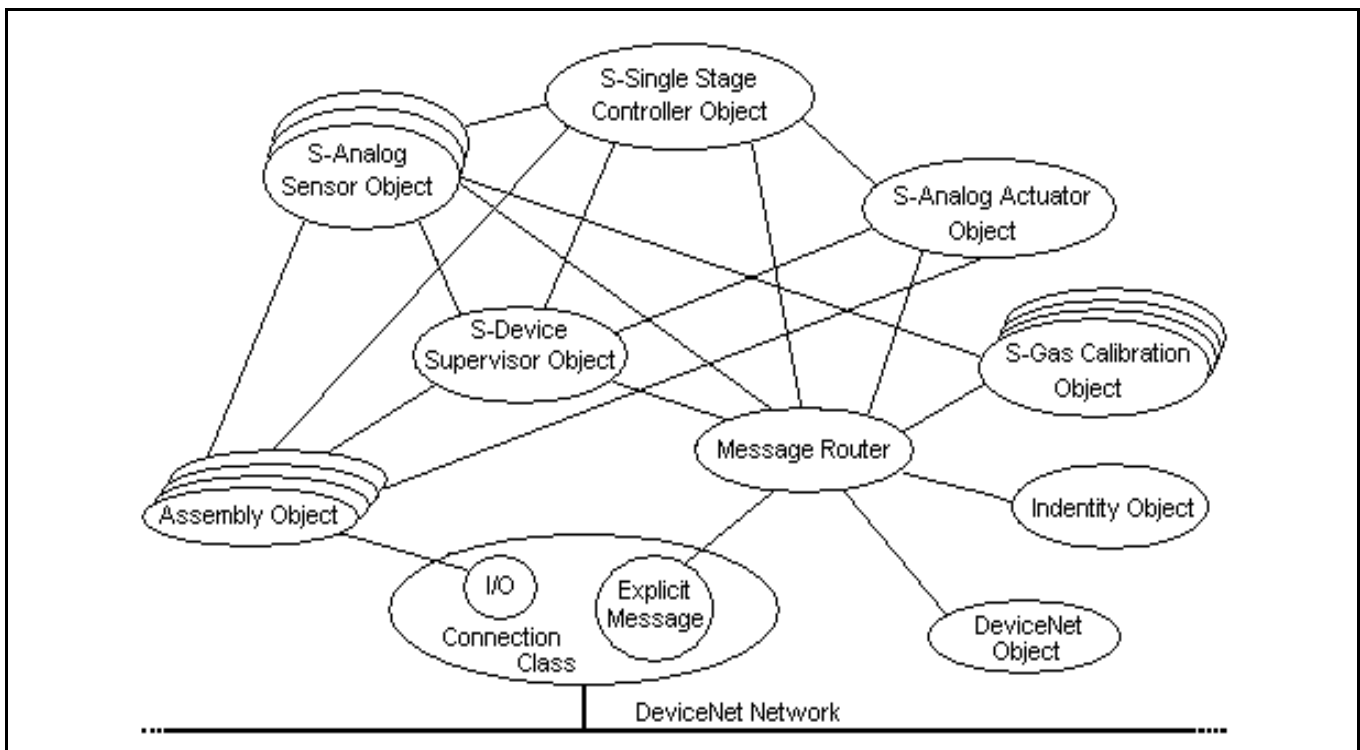 S-Single Stage
Controller Object
S-Analog
Sensor Object
S-Analog Actuator
Object
S-Device
Supervisor Object
S-Gas Calibration
Object
Message Router
Assembly Object
Indentity Object
I/O
Explicit
Message
Connection
Class
DeviceNet
Object
DeviceNet Network